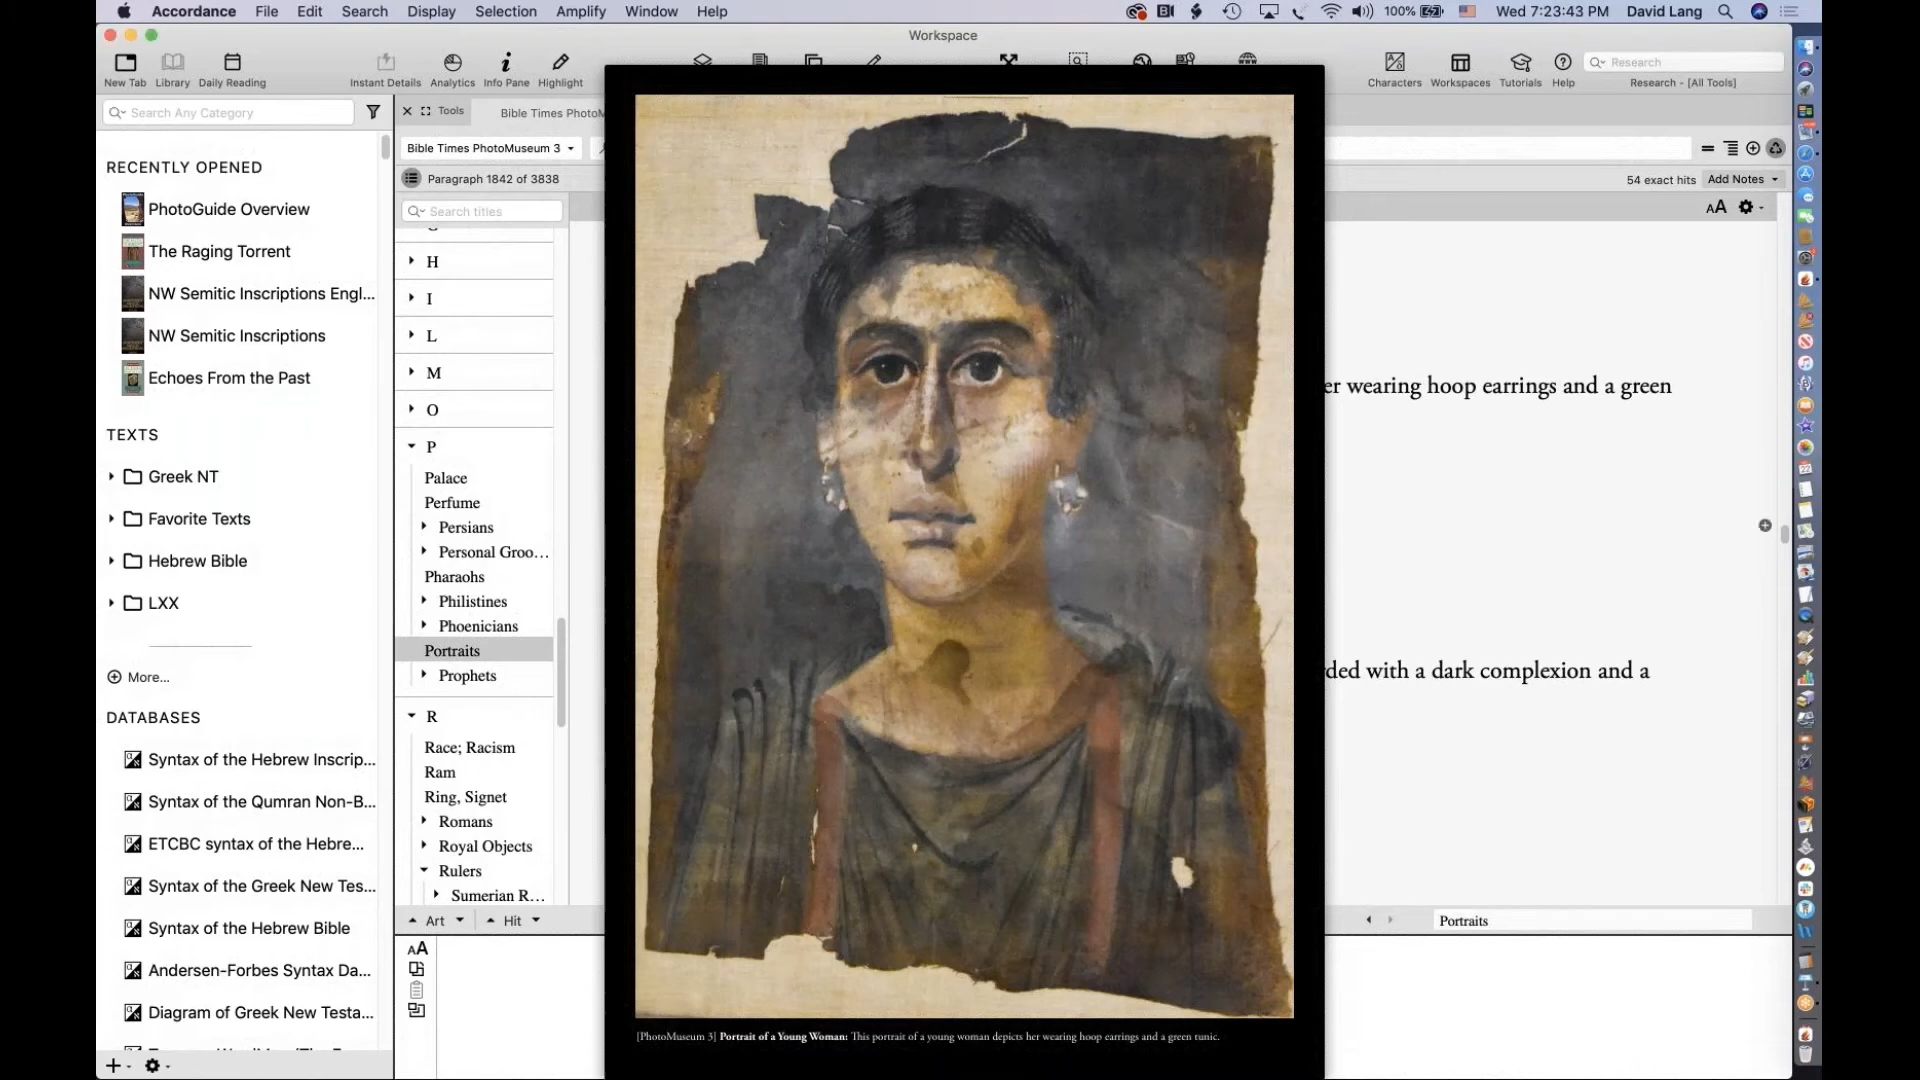 Accordance File Edit Search Display Selection Amplify Window Help
100% Wed 7:23:43 PM David Lang
Workspace
New Tab Library Daily Reading Instant Details Analytics Info Pane Highlight
Characters Workspaces Tutorials Help Research
Research - [All Tools]
Search Any Category
RECENTLY OPENED
PhotoGuide Overview
The Raging Torrent
NW Semitic Inscriptions Engl...
NW Semitic Inscriptions
Echoes From the Past
TEXTS
Greek NT
Favorite Texts
Hebrew Bible
LXX
More...
DATABASES
Syntax of the Hebrew Inscrip...
Syntax of the Qumran Non-B...
ETCBC syntax of the Hebre...
Syntax of the Greek New Tes...
Syntax of the Hebrew Bible
Andersen-Forbes Syntax Da...
Diagram of Greek New Testa...
Tools Bible Times PhotoM
Bible Times PhotoMuseum 3
Paragraph 1842 of 3838
Search titles
H
I
L
M
O
P
Palace
Perfume
Persians
Personal Groo...
Pharaohs
Philistines
Phoenicians
Portraits
Prophets
R
Race; Racism
Ram
Ring, Signet
Romans
Royal Objects
Rulers
Sumerian R...
Art Hit
AA
54 exact hits Add Notes
AA
er wearing hoop earrings and a green
rded with a dark complexion and a
Portraits
[PhotoMuseum 3] Portrait of a Young Woman: This portrait of a young woman depicts her wearing hoop earrings and a green tunic.